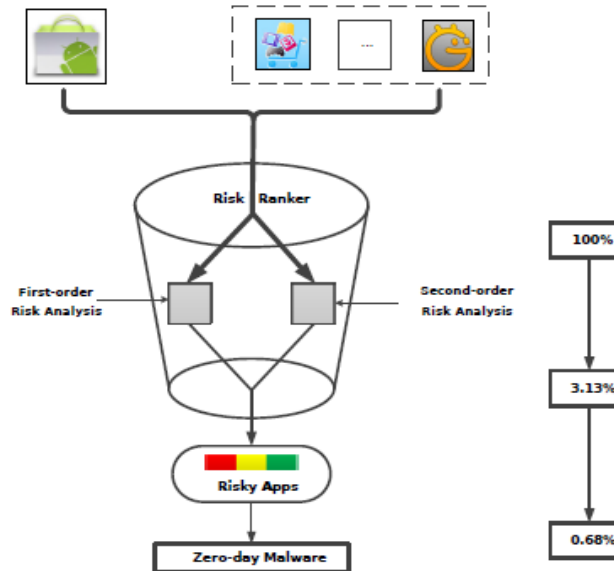 Risk Ranker
100%
First-order
Risk Analysis
Second-order
Risk Analysis
3.13%
Risky Apps
Zero-day Malware
0.68%